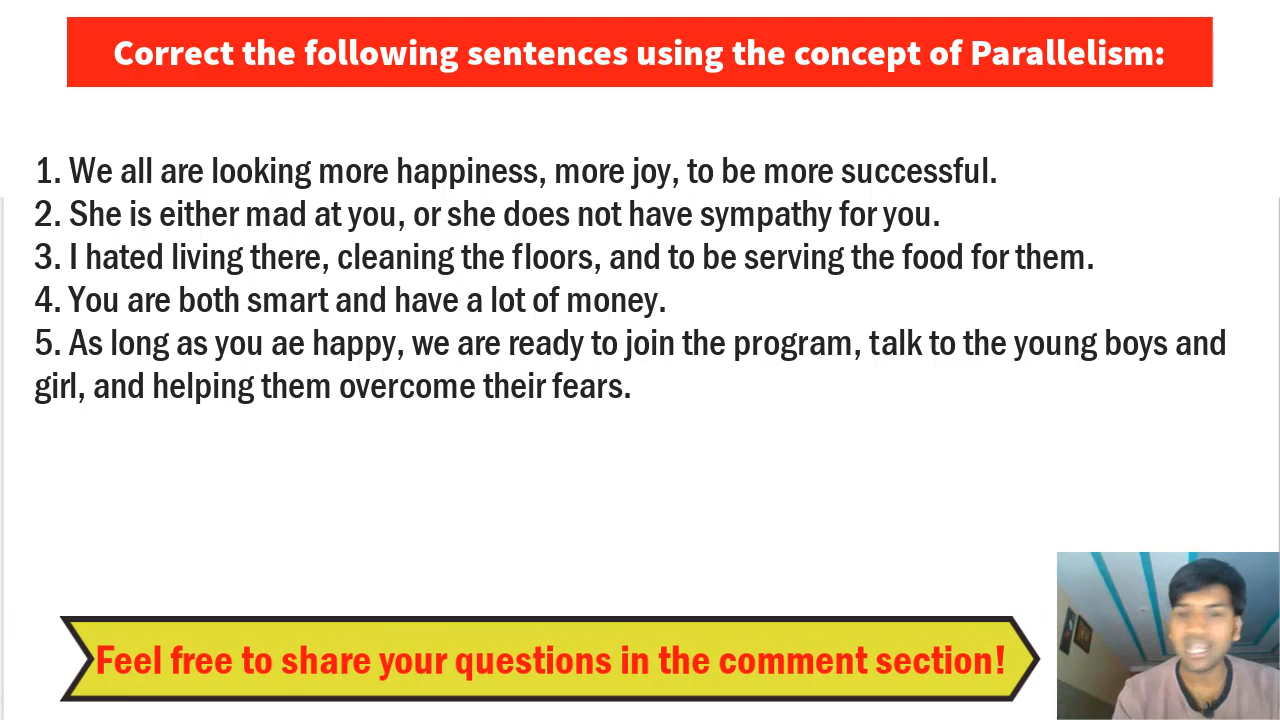 Correct the following sentences using the concept of Parallelism:
1. We all are looking more happiness, more joy, to be more successful.
2. She is either mad at you, or she does not have sympathy for you.
3. I hated living there, cleaning the floors, and to be serving the food for them.
4. You are both smart and have a lot of money.
5. As long as you ae happy, we are ready to join the program, talk to the young boys and
girl, and helping them overcome their fears.
Feel free to share your questions in the comment section!